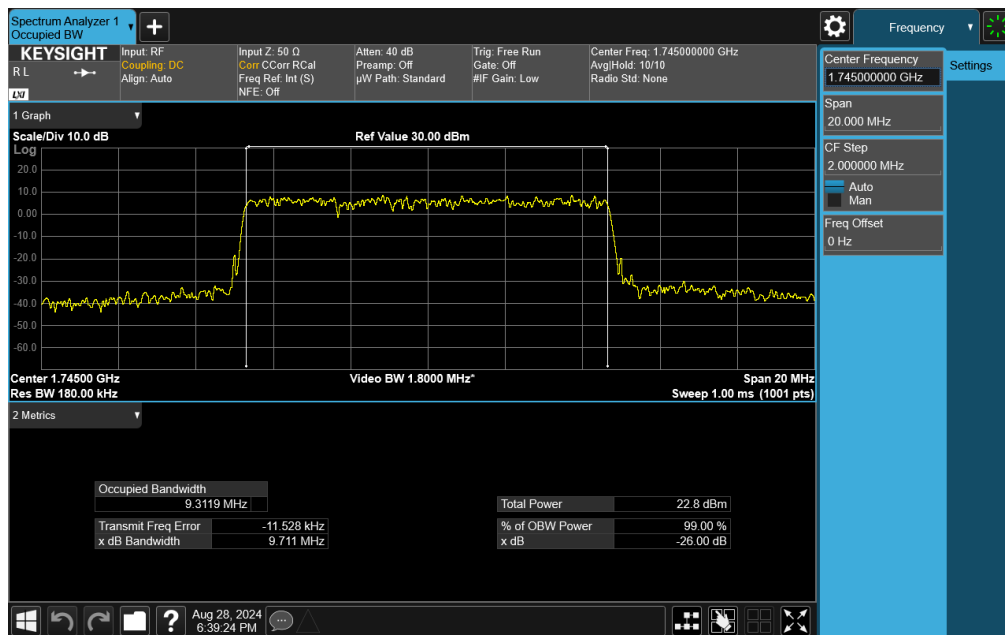 Spectrum Analyzer 1
Occupied BW
Frequency
KEYSIGHT
R L
LXI
Input: RF
Coupling: DC
Align: Auto
Input Z: 50 Ω
Corr CCorr RCal
Freq Ref: Int (S)
NFE: Off
Atten: 40 dB
Preamp: Off
µW Path: Standard
Trig: Free Run
Gate: Off
#IF Gain: Low
Center Freq: 1.745000000 GHz
Avg|Hold: 10/10
Radio Std: None
Center Frequency
1.745000000 GHz
Settings
Span
20.000 MHz
CF Step
2.000000 MHz
Auto
Man
Freq Offset
0 Hz
1 Graph
Scale/Div 10.0 dB
Ref Value 30.00 dBm
Log
20.0
10.0
0.00
-10.0
-20.0
-30.0
-40.0
-50.0
-60.0
Center 1.74500 GHz
Video BW 1.8000 MHz*
Span 20 MHz
Res BW 180.00 kHz
Sweep 1.00 ms (1001 pts)
2 Metrics
Occupied Bandwidth
9.3119 MHz
Total Power 22.8 dBm
Transmit Freq Error -11.528 kHz
% of OBW Power 99.00 %
x dB Bandwidth 9.711 MHz
x dB -26.00 dB
?
Aug 28, 2024
6:39:24 PM